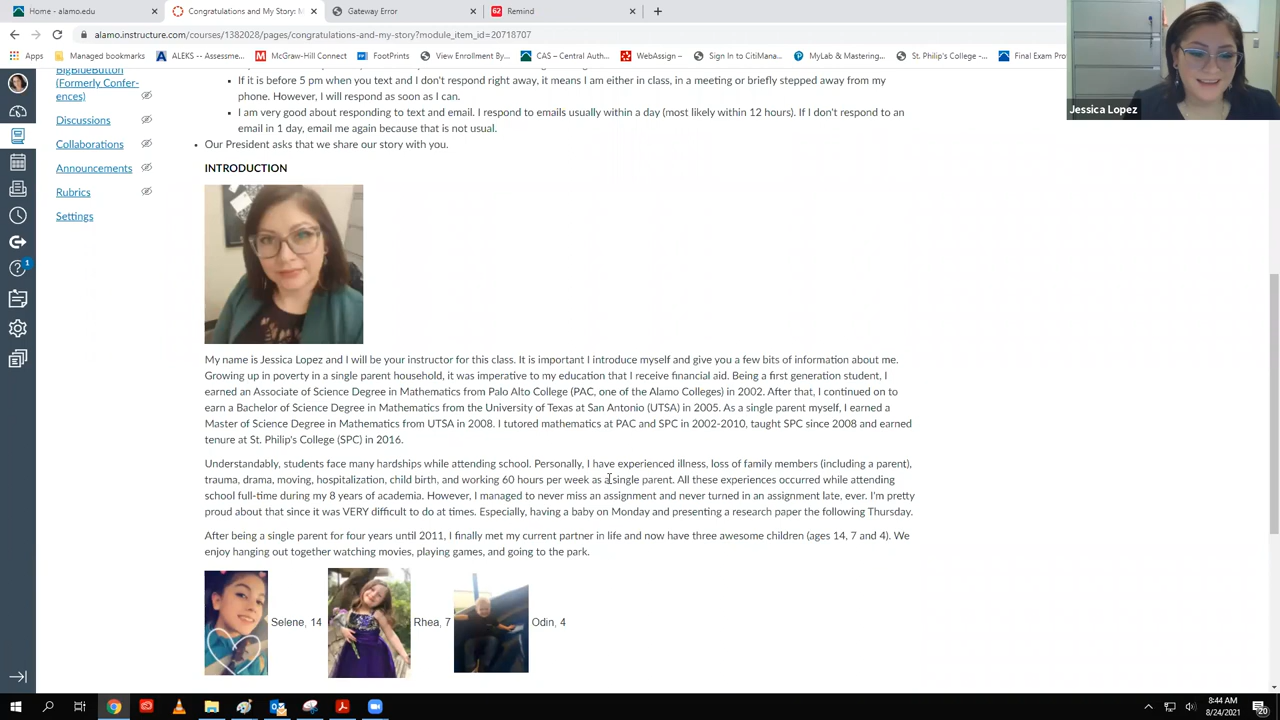 Home - alamo.edu
Congratulations and My Story: M
Gateway Error
62 Remind
alamo.instructure.com/courses/1382028/pages/congratulations-and-my-story?module_item_id=20718707
Apps
Managed bookmarks
ALEKS -- Assessme...
McGraw-Hill Connect
FootPrints
View Enrollment By...
CAS – Central Auth...
WebAssign -
Sign In to CitiMana...
MyLab & Mastering...
St. Philip's College -...
Final Exam Pro
Jessica Lopez
BigBlueButton
(Formerly Confer-
ences)
Discussions
Collaborations
Announcements
Rubrics
Settings
1
If it is before 5 pm when you text and I don't respond right away, it means I am either in class, in a meeting or briefly stepped away from my
phone. However, I will respond as soon as I can.
I am very good about responding to text and email. I respond to emails usually within a day (most likely within 12 hours). If I don't respond to an
email in 1 day, email me again because that is not usual.
Our President asks that we share our story with you.
INTRODUCTION
My name is Jessica Lopez and I will be your instructor for this class. It is important I introduce myself and give you a few bits of information about me.
Growing up in poverty in a single parent household, it was imperative to my education that I receive financial aid. Being a first generation student, I
earned an Associate of Science Degree in Mathematics from Palo Alto College (PAC, one of the Alamo Colleges) in 2002. After that, I continued on to
earn a Bachelor of Science Degree in Mathematics from the University of Texas at San Antonio (UTSA) in 2005. As a single parent myself, I earned a
Master of Science Degree in Mathematics from UTSA in 2008. I tutored mathematics at PAC and SPC in 2002-2010, taught SPC since 2008 and earned
tenure at St. Philip's College (SPC) in 2016.
Understandably, students face many hardships while attending school. Personally, I have experienced illness, loss of family members (including a parent),
trauma, drama, moving, hospitalization, child birth, and working 60 hours per week as a single parent. All these experiences occurred while attending
school full-time during my 8 years of academia. However, I managed to never miss an assignment and never turned in an assignment late, ever. I'm pretty
proud about that since it was VERY difficult to do at times. Especially, having a baby on Monday and presenting a research paper the following Thursday.
After being a single parent for four years until 2011, I finally met my current partner in life and now have three awesome children (ages 14, 7 and 4). We
enjoy hanging out together watching movies, playing games, and going to the park.
Selene, 14
Rhea, 7
Odin, 4
8:44 AM
8/24/2021
20